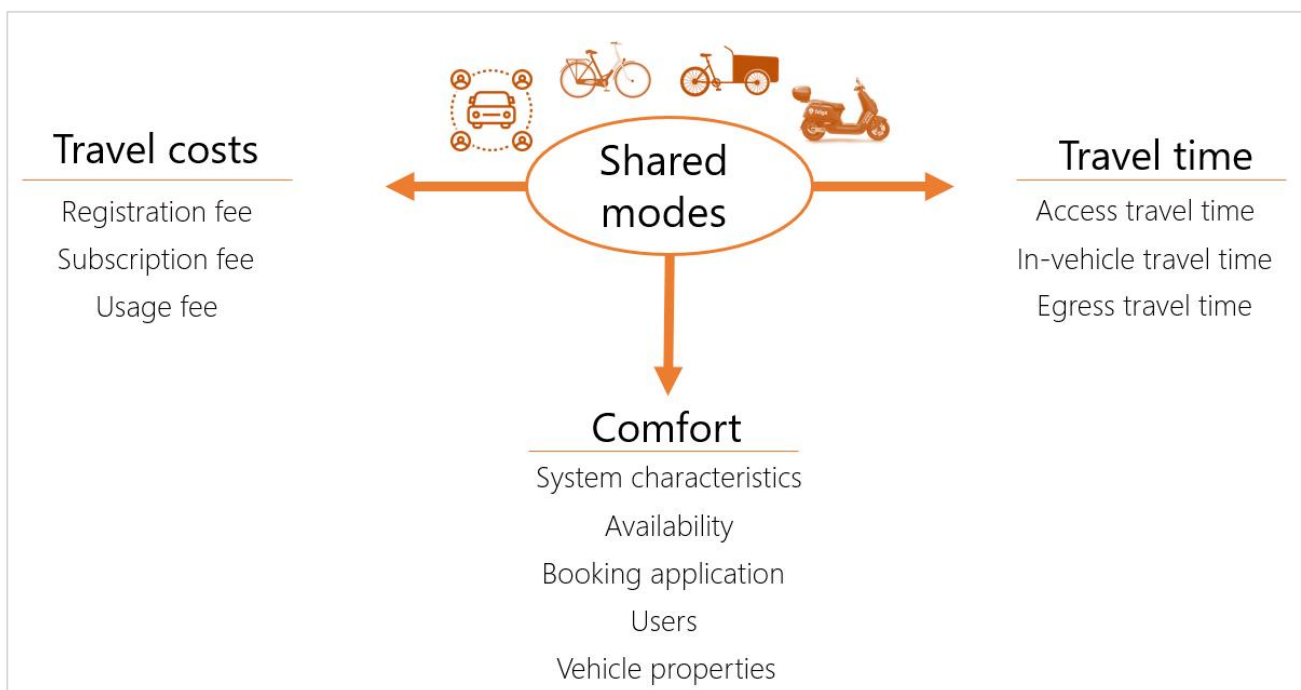 Shared
modes
Travel costs
Registration fee
Subscription fee
Usage fee
Travel time
Access travel time
In-vehicle travel time
Egress travel time
Comfort
System characteristics
Availability
Booking application
Users
Vehicle properties